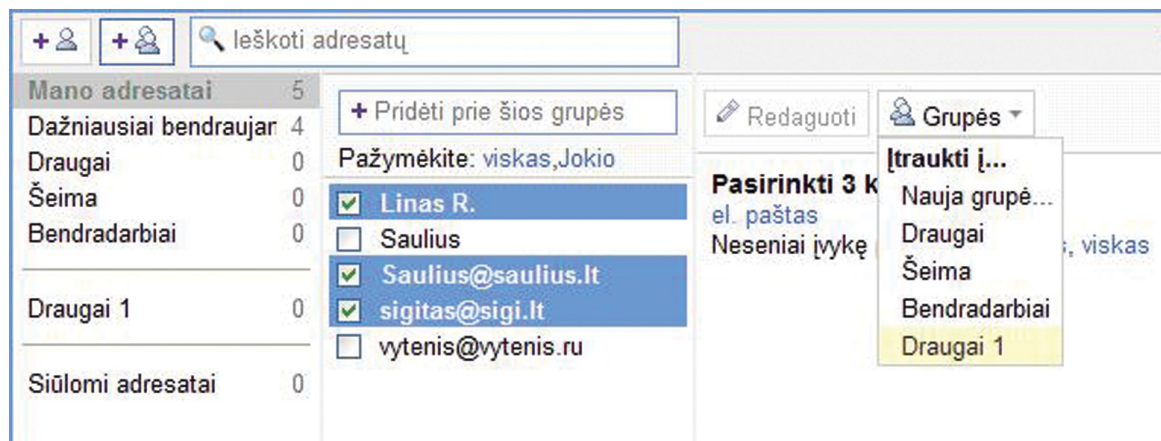 Ieškoti adresatų
Mano adresatai 5
Dažniausiai bendraujar 4
Draugai 0
Šeima 0
Bendradarbiai 0
Draugai 1 0
Siūlomi adresatai 0
+ Pridėti prie šios grupės
Pažymėkite: viskas,Jokio
Linas R.
Saulius
Saulius@saulius.lt
sigitas@sigi.lt
vytenis@vytenis.ru
Redaguoti
Grupės
Pasirinkti 3 k
el. paštas
Neseniai įvykę , viskas
Įtraukti į...
Nauja grupė...
Draugai
Šeima
Bendradarbiai
Draugai 1